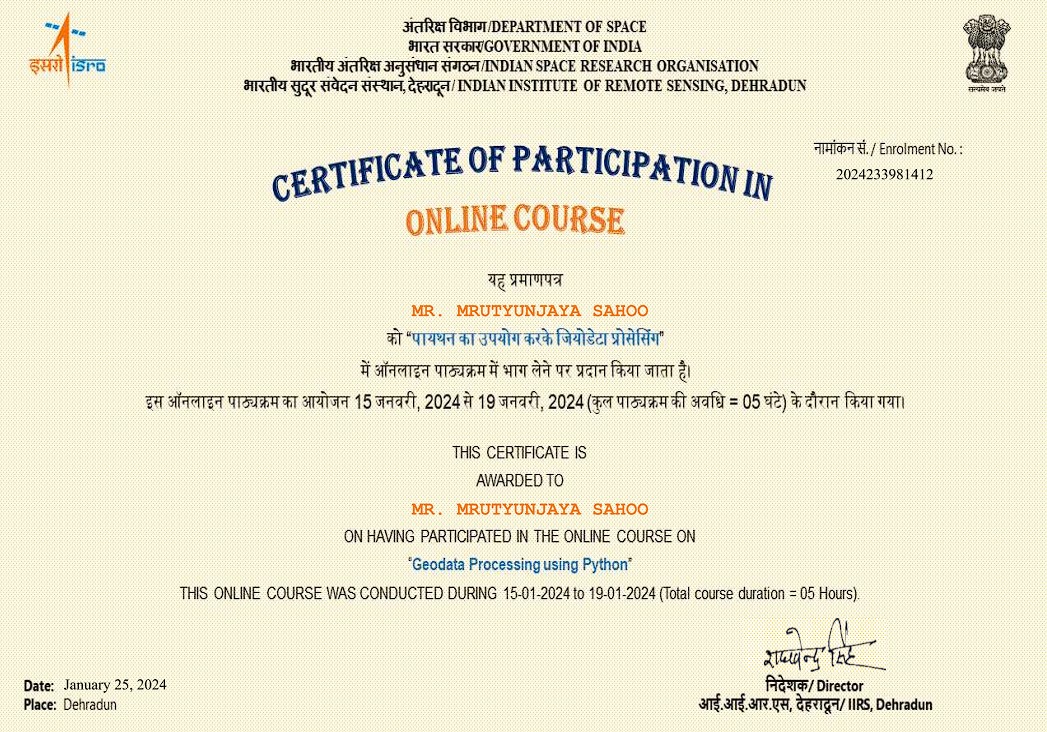 इसरो isro
अंतरिक्ष विभाग/DEPARTMENT OF SPACE
भारत सरकार/GOVERNMENT OF INDIA
भारतीय अंतरिक्ष अनुसंधान संगठन/INDIAN SPACE RESEARCH ORGANISATION
भारतीय सुदूर संवेदन संस्थान, देहरादून/ INDIAN INSTITUTE OF REMOTE SENSING, DEHRADUN
सत्यमेव जयते
नामांकन सं./ Enrolment No. :
2024233981412
CERTIFICATE OF PARTICIPATION IN
ONLINE COURSE
यह प्रमाणपत्र
MR. MRUTYUNJAYA SAHOO
को “पायथन का उपयोग करके जियोडेटा प्रोसेसिंग”
में ऑनलाइन पाठ्यक्रम में भाग लेने पर प्रदान किया जाता है।
इस ऑनलाइन पाठ्यक्रम का आयोजन 15 जनवरी, 2024 से 19 जनवरी, 2024 (कुल पाठ्यक्रम की अवधि = 05 घंटे) के दौरान किया गया।
THIS CERTIFICATE IS
AWARDED TO
MR. MRUTYUNJAYA SAHOO
ON HAVING PARTICIPATED IN THE ONLINE COURSE ON
“Geodata Processing using Python”
THIS ONLINE COURSE WAS CONDUCTED DURING 15-01-2024 to 19-01-2024 (Total course duration = 05 Hours).
राघवेन्द्र सिंह
निदेशक/ Director
आई.आई.आर.एस, देहरादून/ IIRS, Dehradun
Date: January 25, 2024
Place: Dehradun